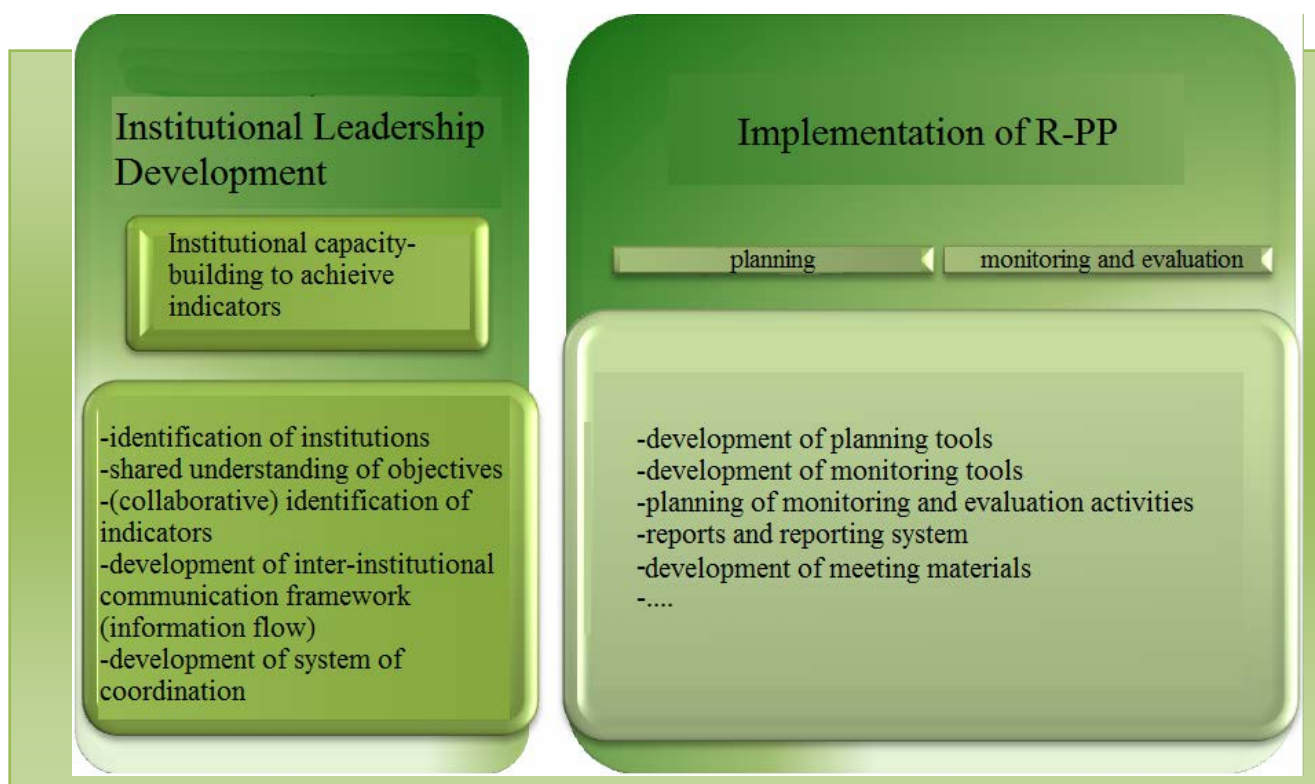 Institutional Leadership
Development
Institutional capacity-
building to achieive
indicators
-identification of institutions
-shared understanding of objectives
-(collaborative) identification of
indicators
-development of inter-institutional
communication framework
(information flow)
-development of system of
coordination
Implementation of R-PP
planning
monitoring and evaluation
-development of planning tools
-development of monitoring tools
-planning of monitoring and evaluation activities
-reports and reporting system
-development of meeting materials
-....